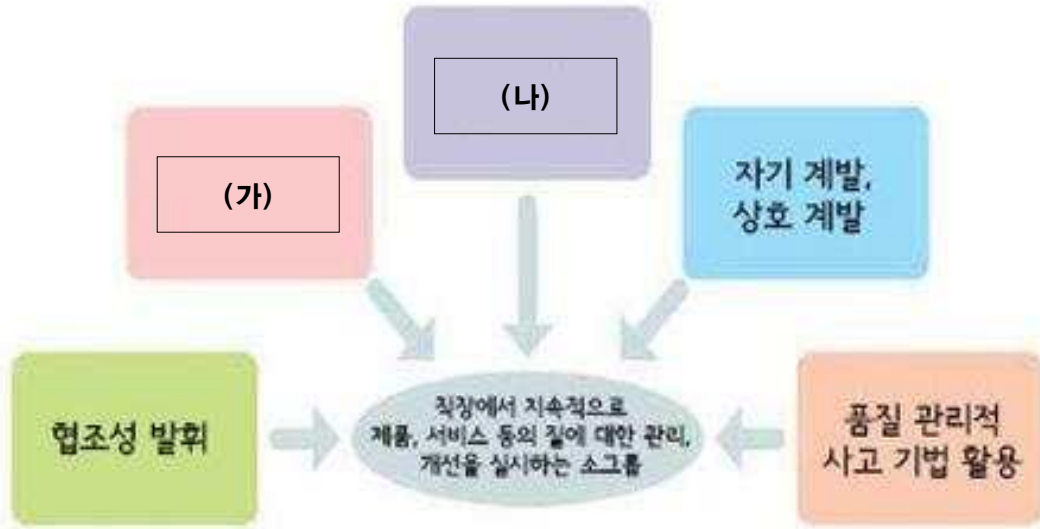 (나)
(가)
자기 계발,
상호 계발
협조성 발휘
직장에서 지속적으로
제품, 서비스 등의 질에 대한 관리,
개선을 실시하는 소그룹
품질 관리적
사고 기법 활용